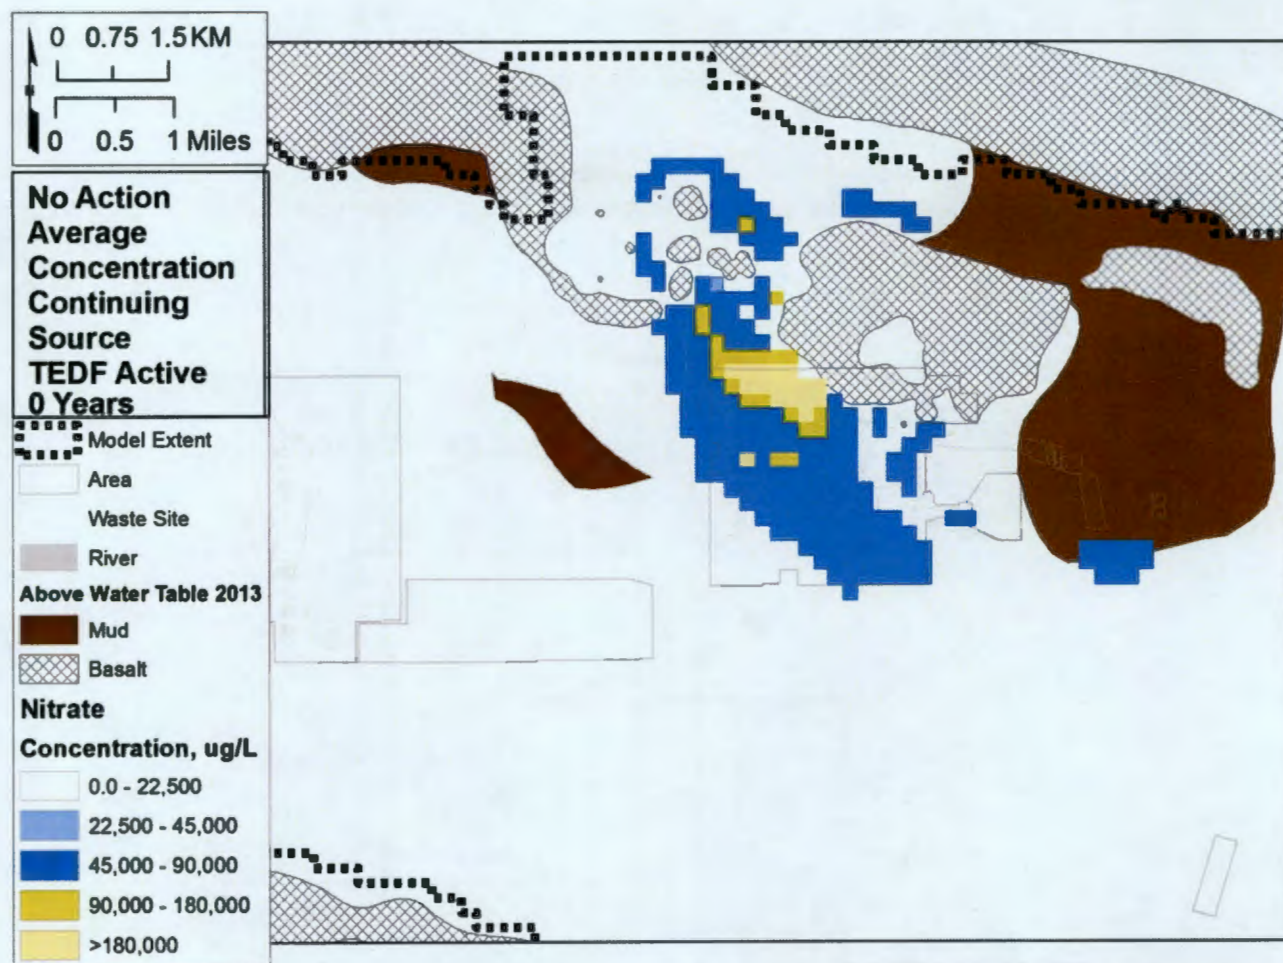 0 0.75 1.5 KM
0 0.5 1 Miles
No Action
Average
Concentration
Continuing
Source
TEDF Active
0 Years
Model Extent
Area
Waste Site
River
Above Water Table 2013
Mud
Basalt
Nitrate
Concentration, ug/L
0.0 - 22,500
22,500 - 45,000
45,000 - 90,000
90,000 - 180,000
>180,000